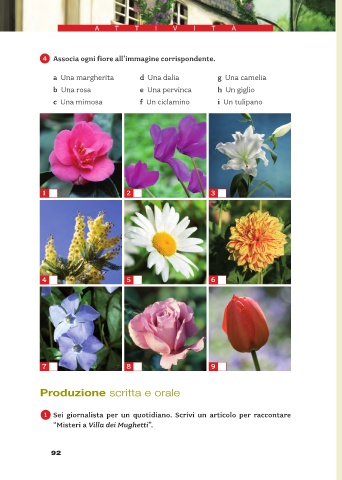 ATTIVITÀ
4 Associa ogni fiore all'immagine corrispondente.
a Una margherita d Una dalia g Una camelia
b Una rosa e Una pervinca h Un giglio
c Una mimosa f Un ciclamino i Un tulipano
1 2 3
4 5 6
7 8 9
Produzione scritta e orale
1 Sei giornalista per un quotidiano. Scrivi un articolo per raccontare
"Misteri a Villa dei Mughetti".
92